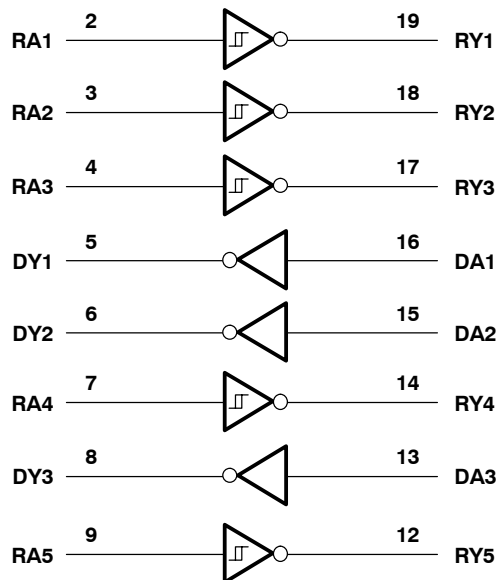 RA1 2 19 RY1
RA2 3 18 RY2
RA3 4 17 RY3
DY1 5 16 DA1
DY2 6 15 DA2
RA4 7 14 RY4
DY3 8 13 DA3
RA5 9 12 RY5